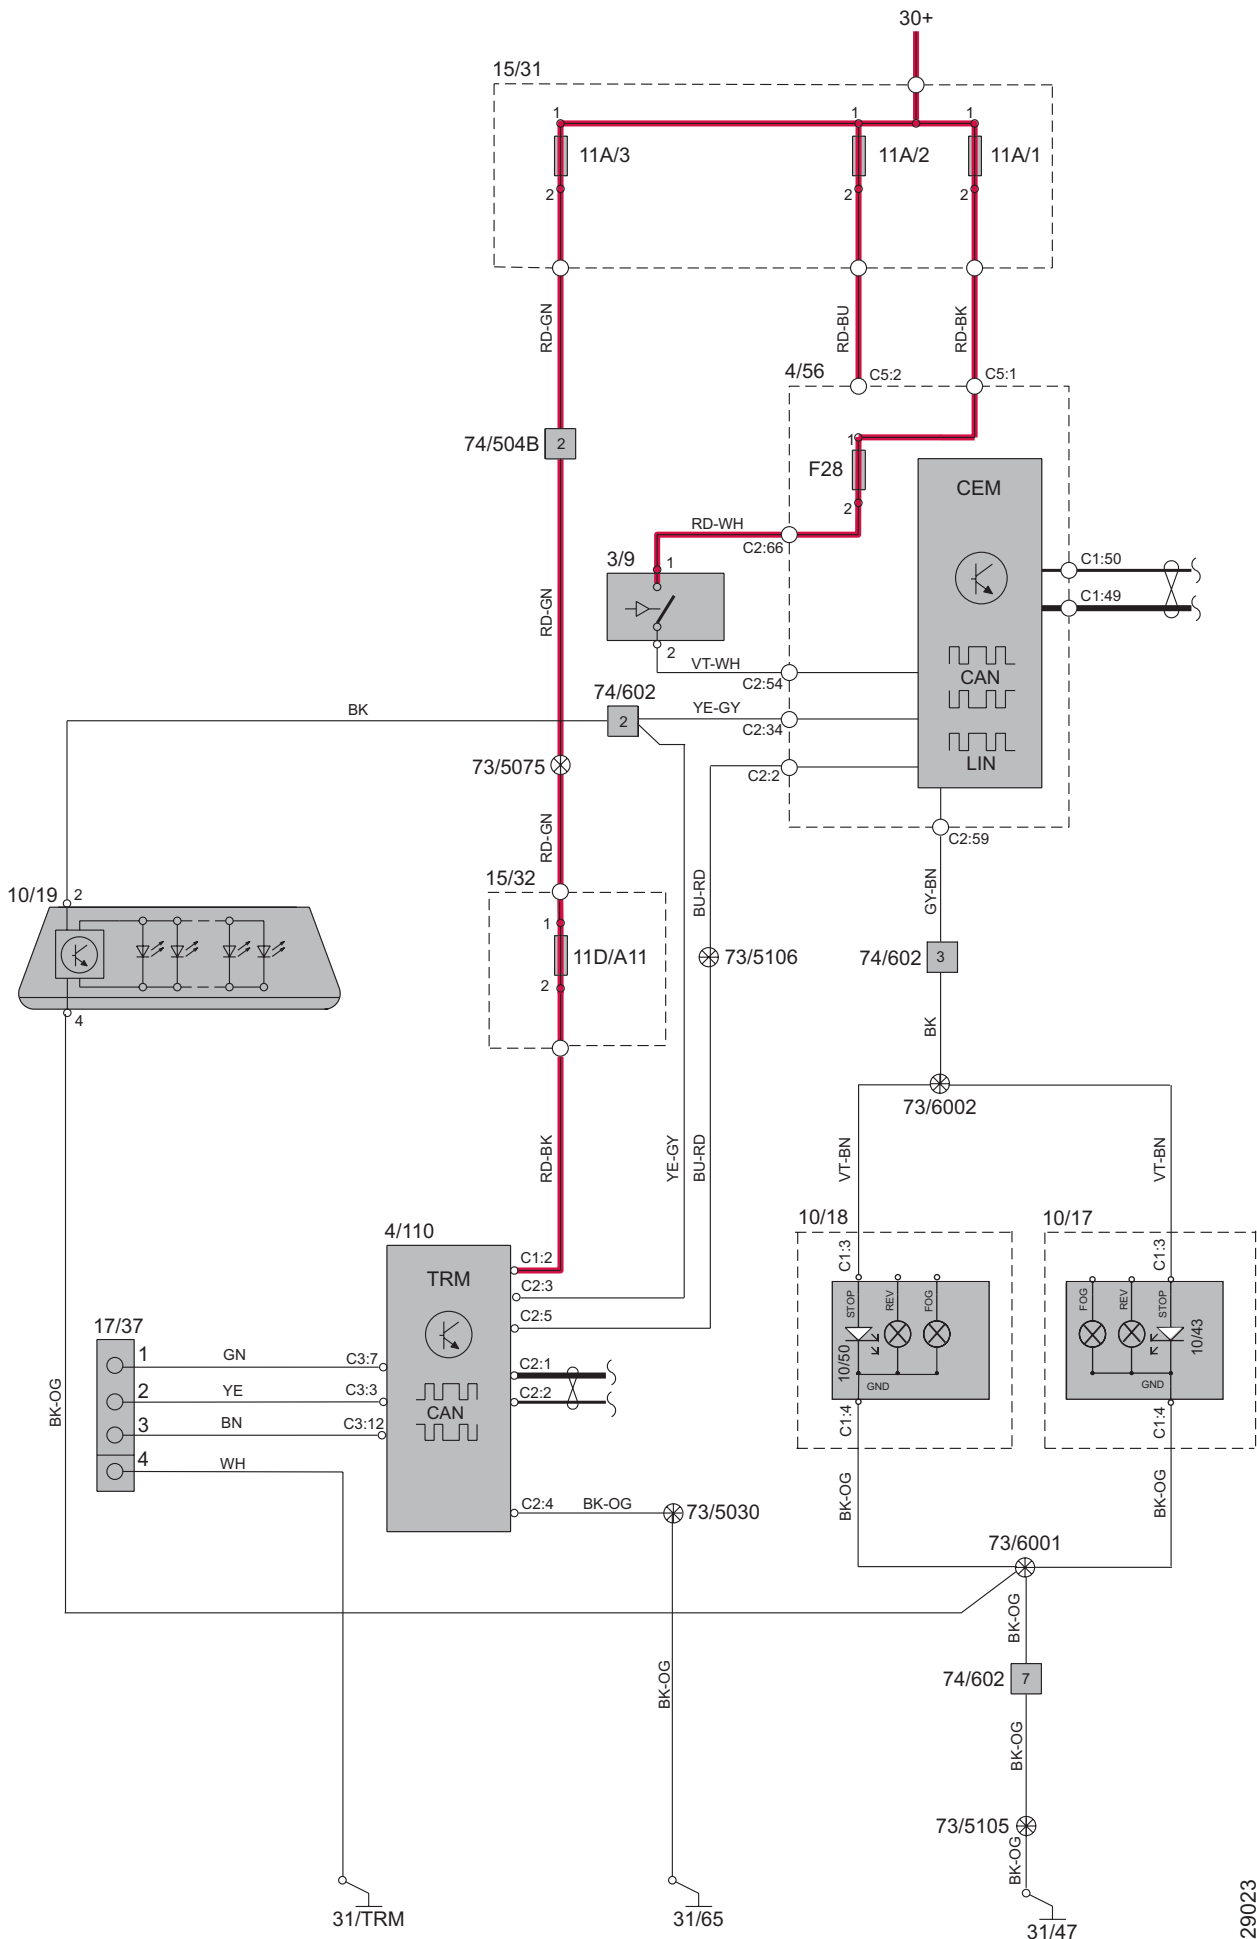 30+
15/31
1
1
1
11A/3
11A/2
11A/1
2
2
2
RD-GN
RD-BU
RD-BK
4/56
C5:2
C5:1
74/504B
2
1
F28
2
CEM
RD-WH
C2:66
3/9
1
C1:50
C1:49
RD-GN
2
VT-WH
C2:54
CAN
74/602
BK
2
YE-GY
C2:34
LIN
73/5075
C2:2
C2:59
RD-GN
10/19
2
15/32
BU-RD
GY-BN
1
11D/A11
2
73/5106
74/602
3
4
BK
73/6002
RD-BK
YE-GY
BU-RD
VT-BN
VT-BN
4/110
10/18
10/17
C1:3
C1:3
TRM
C1:2
C2:3
C2:5
STOP
REV
FOG
FOG
REV
STOP
17/37
1
GN
C3:7
C2:1
10/50
GND
10/43
GND
2
YE
C3:3
C2:2
CAN
3
BN
C3:12
C1:4
C1:4
4
WH
BK-OG
C2:4
BK-OG
73/5030
BK-OG
BK-OG
73/6001
BK-OG
BK-OG
74/602
7
BK-OG
73/5105
BK-OG
31/TRM
31/65
31/47
29023